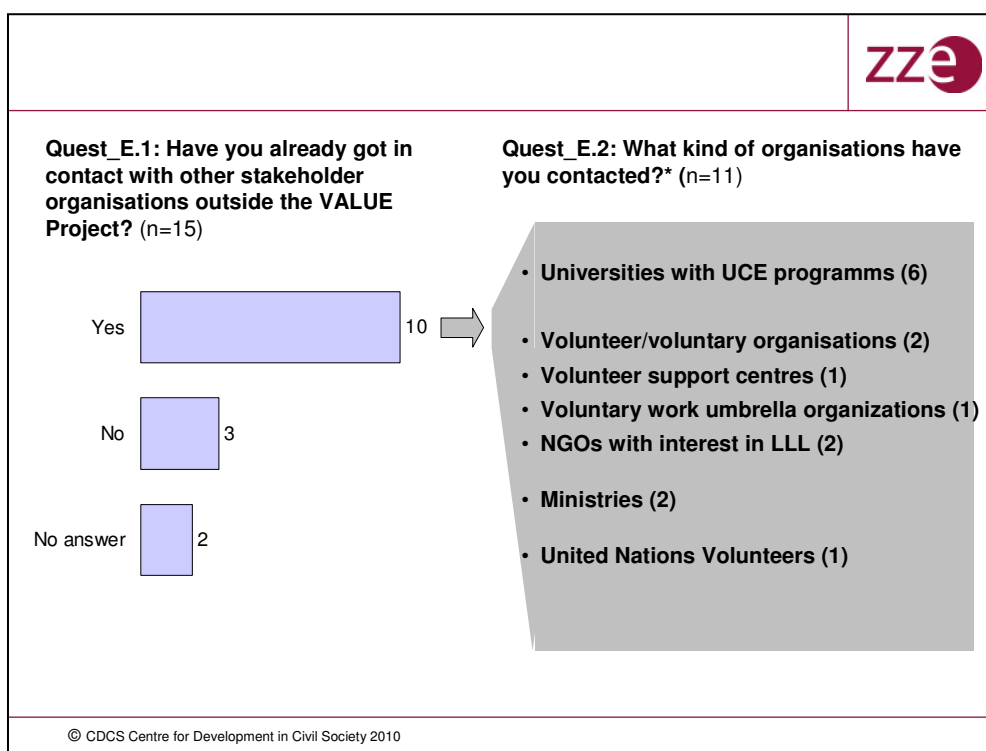 zze
Quest_E.1: Have you already got in
contact with other stakeholder
organisations outside the VALUE
Project? (n=15)
Yes
10
No
3
No answer
2
Quest_E.2: What kind of organisations have
you contacted?* (n=11)
• Universities with UCE programms (6)
• Volunteer/voluntary organisations (2)
• Volunteer support centres (1)
• Voluntary work umbrella organizations (1)
• NGOs with interest in LLL (2)
• Ministries (2)
• United Nations Volunteers (1)
© CDCS Centre for Development in Civil Society 2010